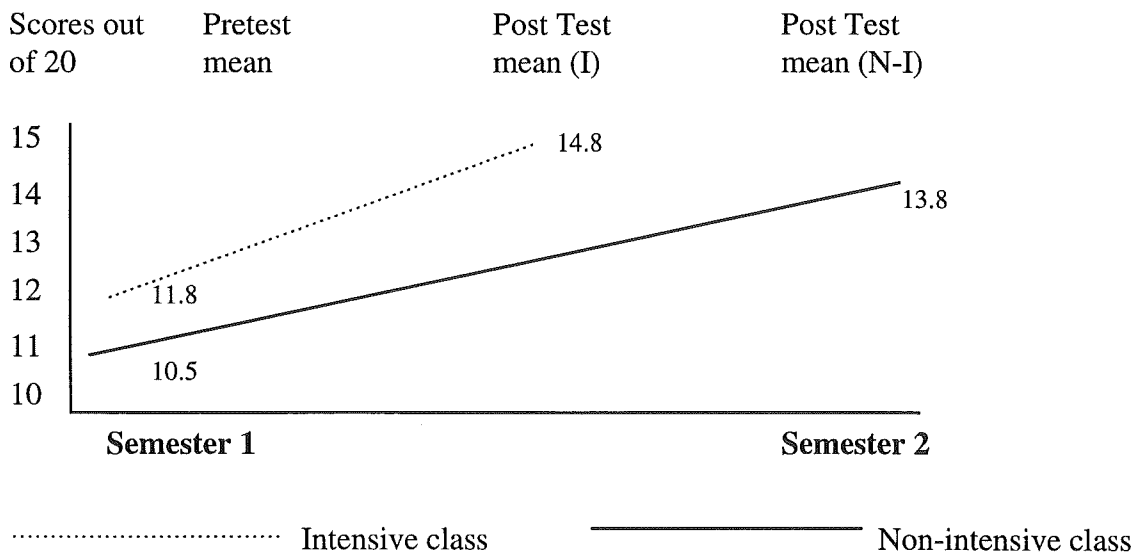 Scores out of 20
Pretest mean
Post Test mean (I)
Post Test mean (N-I)
15
14.8
14
13.8
13
12
11.8
11
10.5
10
Semester 1 Semester 2
Intensive class Non-intensive class